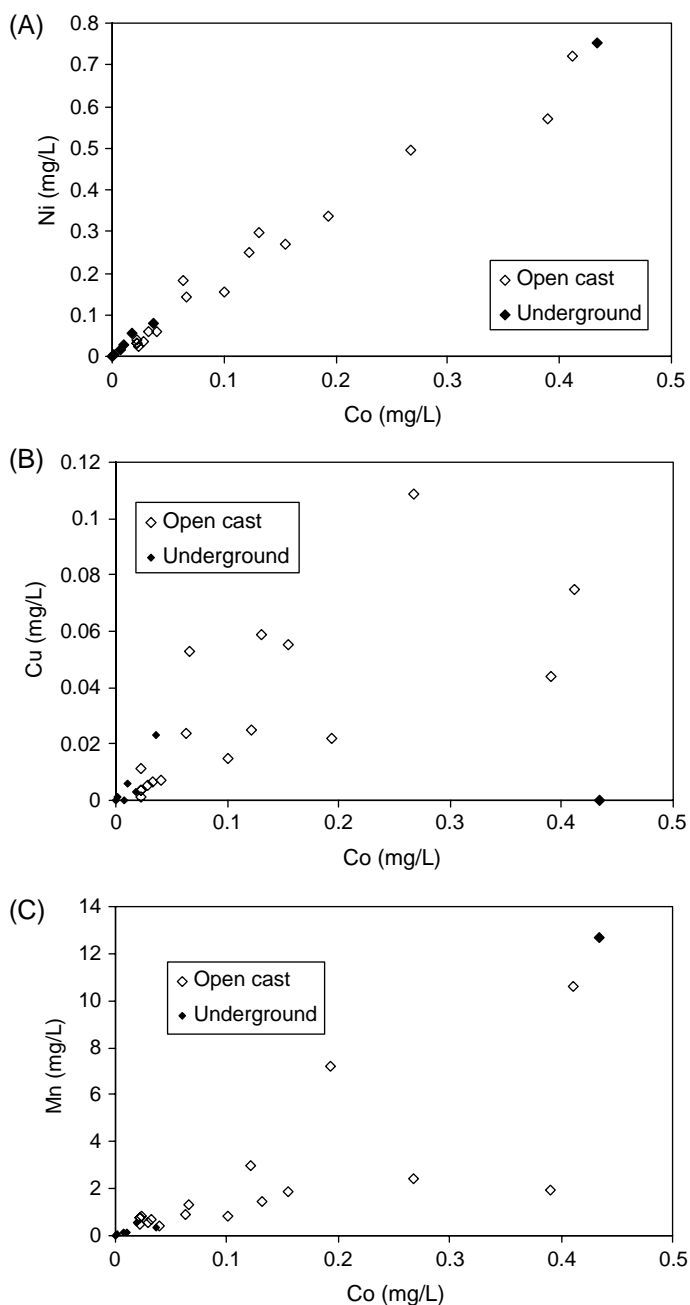 (A)
0.8
0.7
0.6
0.5
0.4
0.3
0.2
0.1
0
Ni (mg/L)
Open cast
Underground
0 0.1 0.2 0.3 0.4 0.5
Co (mg/L)
(B)
0.12
0.1
0.08
0.06
0.04
0.02
0
Cu (mg/L)
Open cast
Underground
0 0.1 0.2 0.3 0.4 0.5
Co (mg/L)
(C)
14
12
10
8
6
4
2
0
Mn (mg/L)
Open cast
Underground
0 0.1 0.2 0.3 0.4 0.5
Co (mg/L)